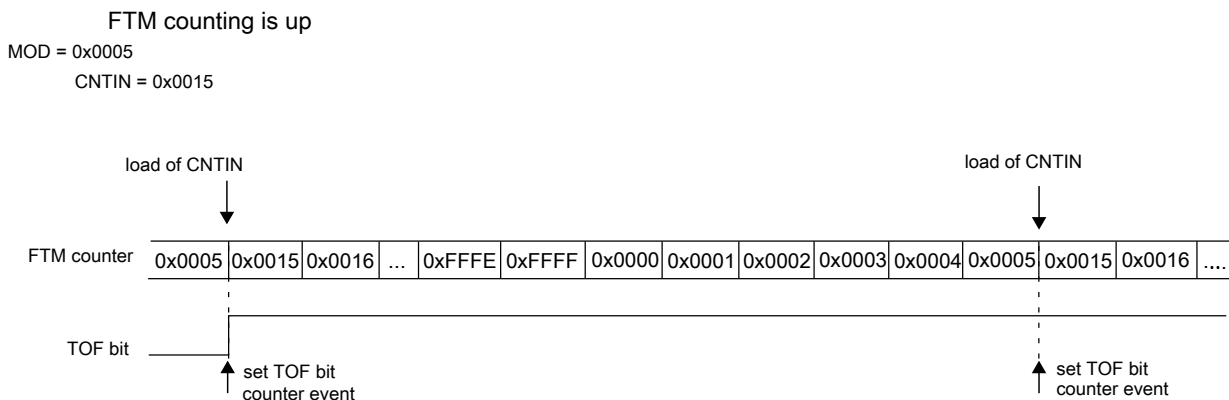 FTM counting is up
MOD = 0x0005
CNTIN = 0x0015
load of CNTIN
load of CNTIN
FTM counter 0x0005 0x0015 0x0016 ... 0xFFFE 0xFFFF 0x0000 0x0001 0x0002 0x0003 0x0004 0x0005 0x0015 0x0016 ....
TOF bit
set TOF bit
counter event
set TOF bit
counter event